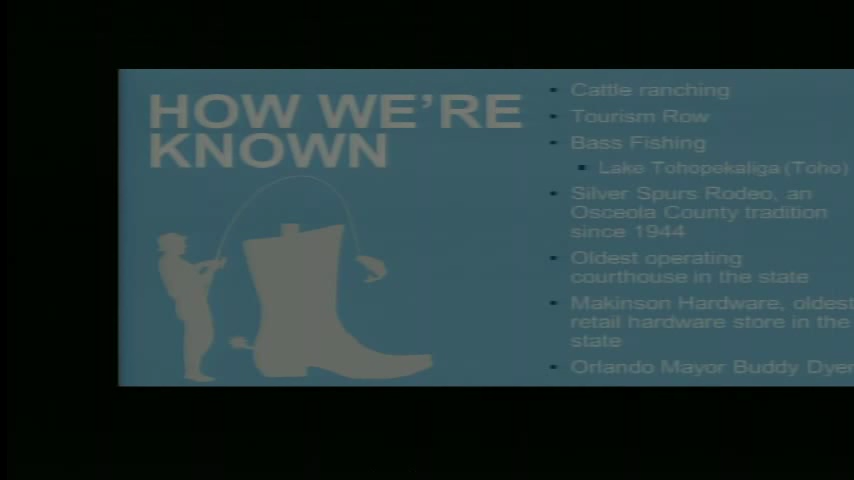 HOW WE'RE
KNOWN
Cattle ranching
Tourism Row
Bass Fishing
Lake Tohopekaliga (Toho)
Silver Spurs Rodeo, an
Osceola County tradition
since 1944
Oldest operating
courthouse in the state
Makinson Hardware, oldest
retail hardware store in the
state
Orlando Mayor Buddy Dyer